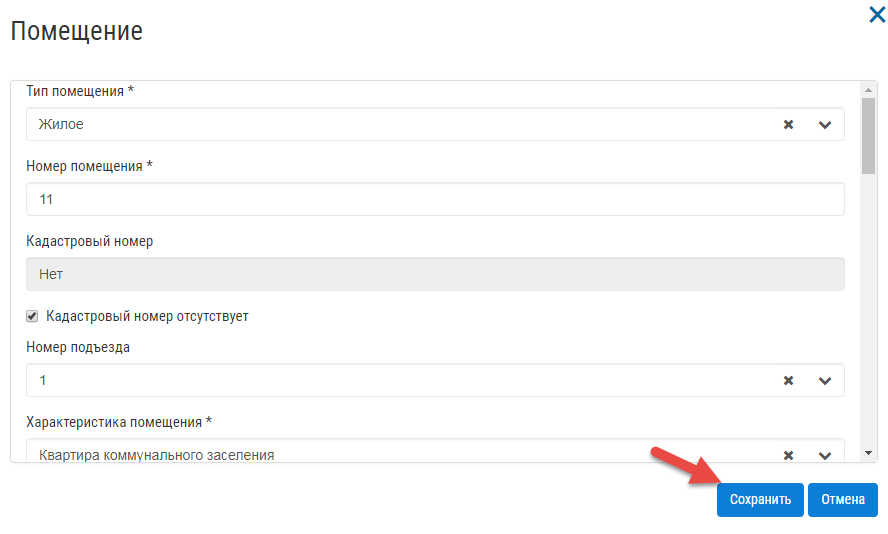 Помещение
Тип помещения *
Жилое
Номер помещения *
11
Кадастровый номер
Нет
Кадастровый номер отсутствует
Номер подъезда
1
Характеристика помещения *
Квартира коммунального заселения
Сохранить Отмена